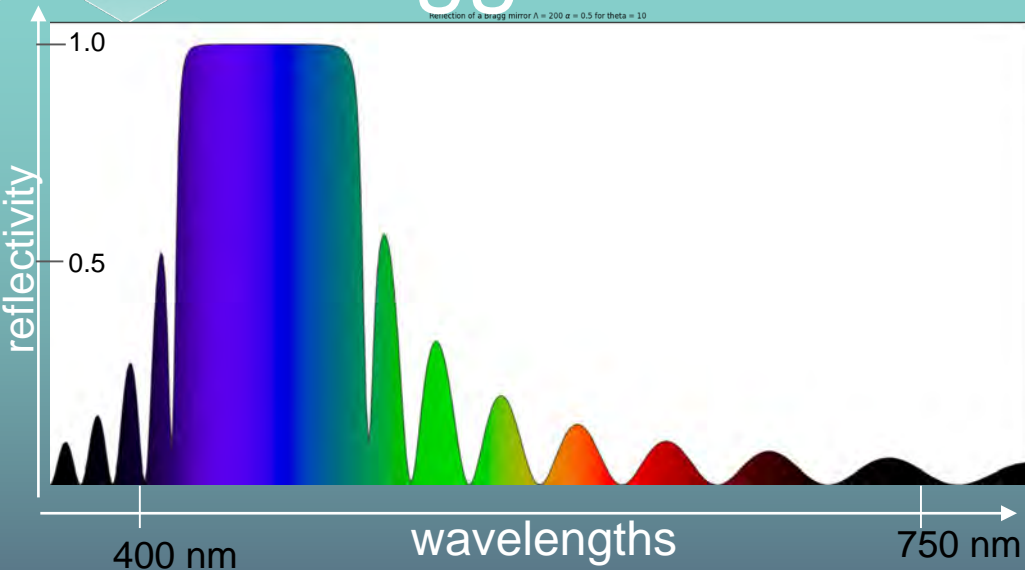 Reflection of a Bragg mirror Λ = 200 α = 0.5 for theta = 10
1.0
0.5
reflectivity
400 nm
wavelengths
750 nm